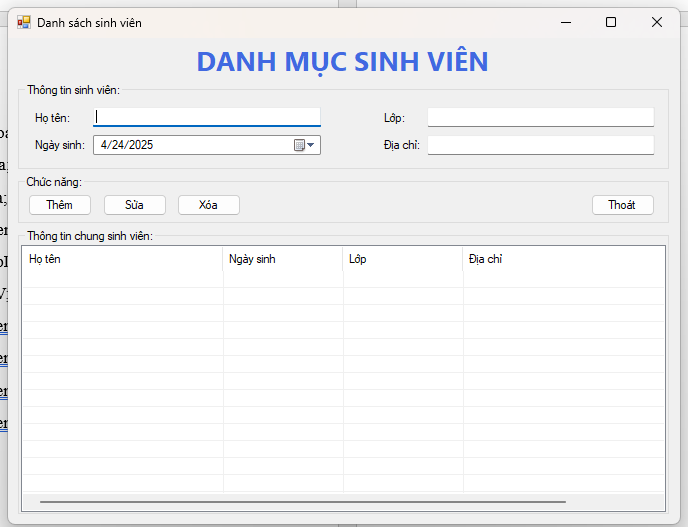 Danh sách sinh viên
DANH MỤC SINH VIÊN
Thông tin sinh viên:
Họ tên:
Lớp:
Ngày sinh: 4/24/2025
Địa chỉ:
Chức năng:
Thêm Sửa Xóa Thoát
Thông tin chung sinh viên:
Họ tên Ngày sinh Lớp Địa chỉ